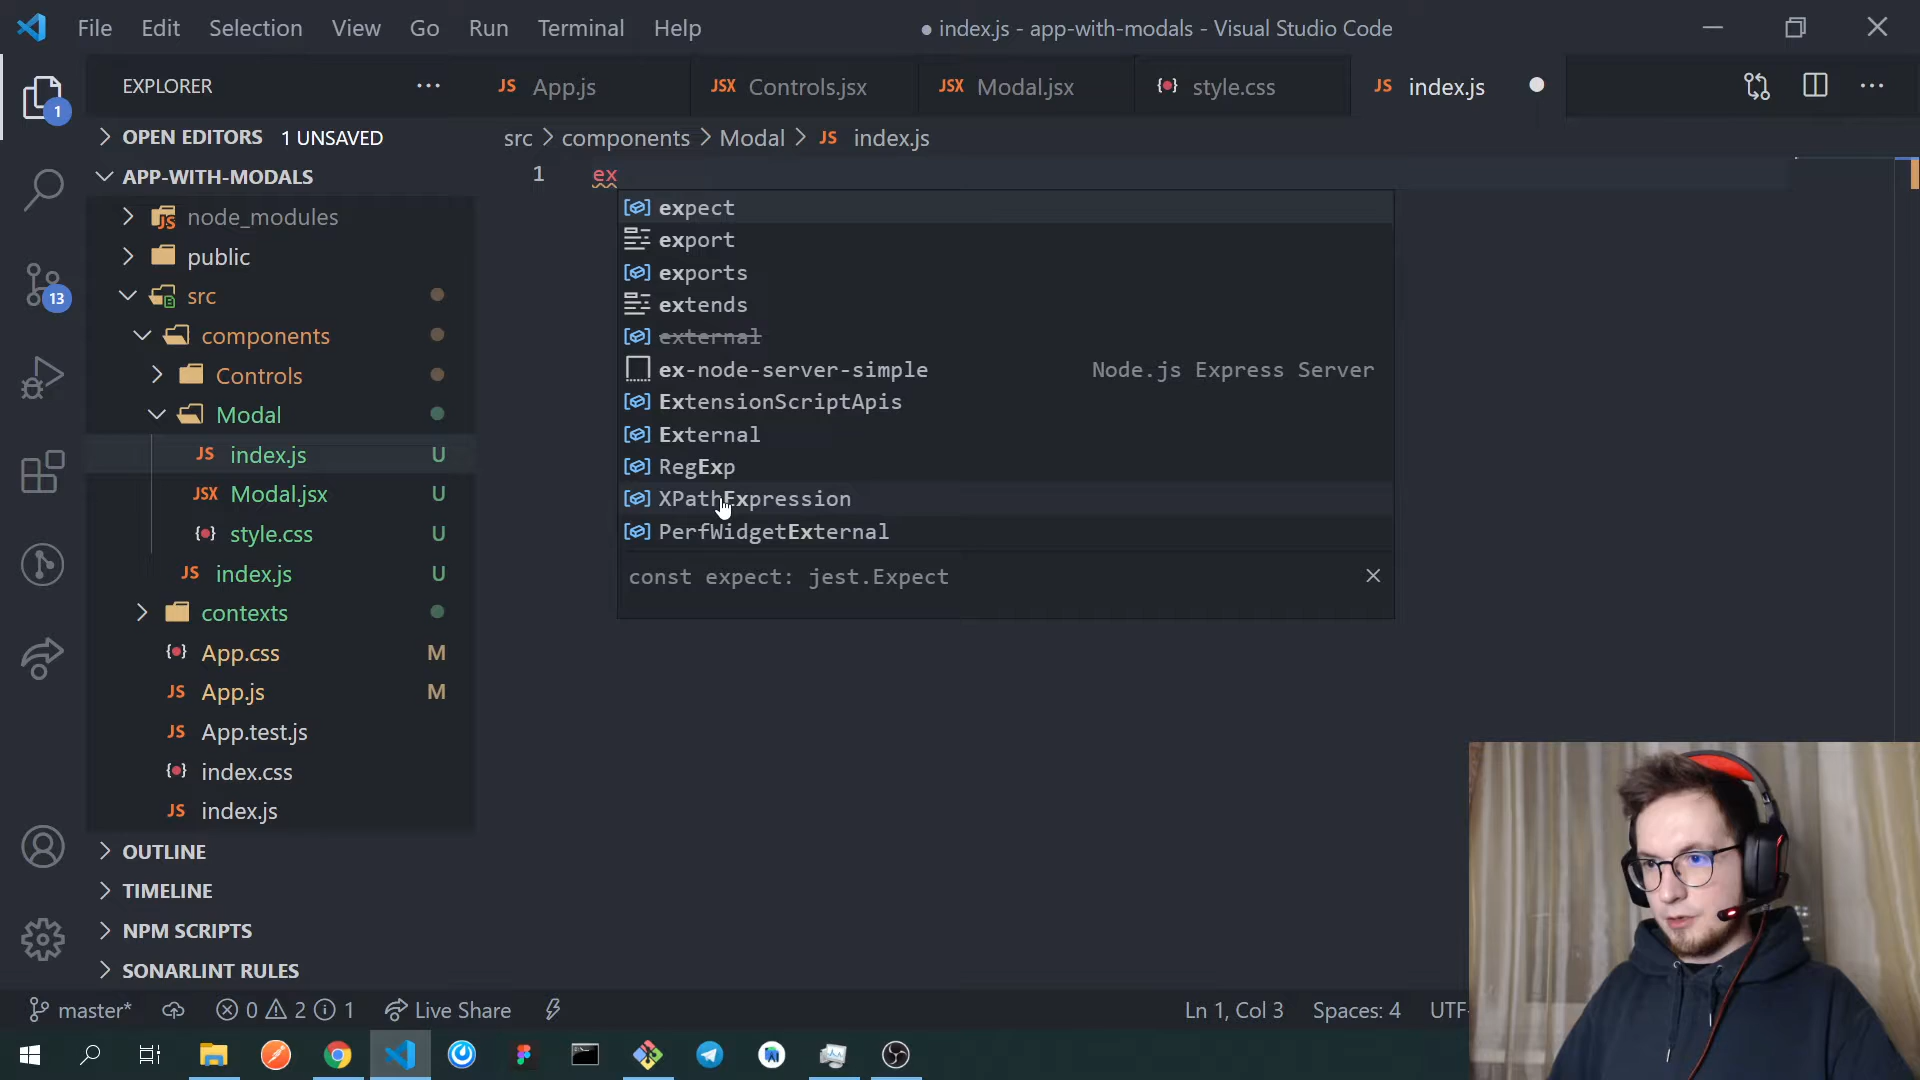 File Edit Selection View Go Run Terminal Help
● index.js - app-with-modals - Visual Studio Code
EXPLORER
JS App.js
JSX Controls.jsx
JSX Modal.jsx
style.css
JS index.js
1
OPEN EDITORS 1 UNSAVED
src > components > Modal > JS index.js
APP-WITH-MODALS
1 ex
node_modules
public
src
components
Controls
Modal
JS index.js U
JSX Modal.jsx U
style.css U
JS index.js U
contexts
App.css M
JS App.js M
JS App.test.js
index.css
JS index.js
13
expect
export
exports
extends
external
ex-node-server-simple Node.js Express Server
ExtensionScriptApis
External
RegExp
XPathExpression
PerfWidgetExternal
const expect: jest.Expect
OUTLINE
TIMELINE
NPM SCRIPTS
SONARLINT RULES
master* 0 2 1 Live Share
Ln 1, Col 3 Spaces: 4 UTF-